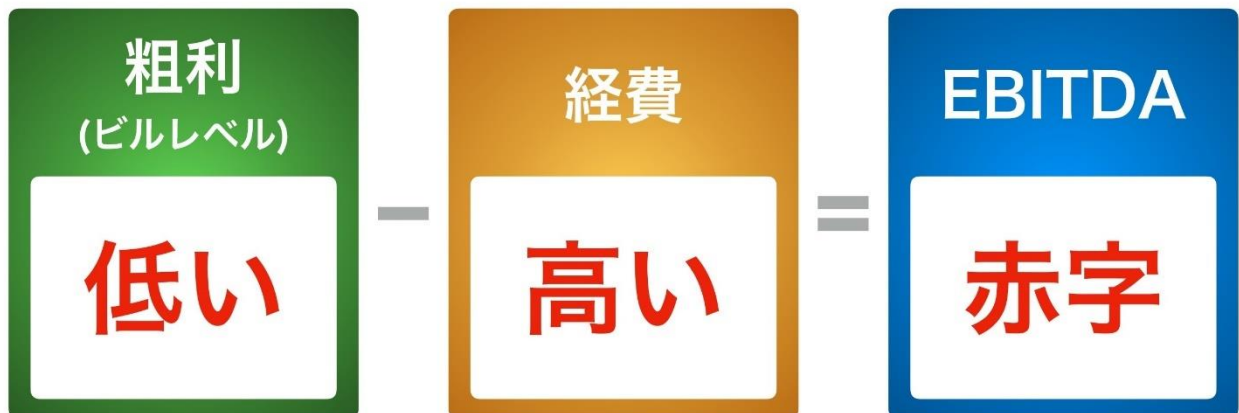 粗利
(ビルレベル)
低い
−
経費
高い
=
EBITDA
赤字